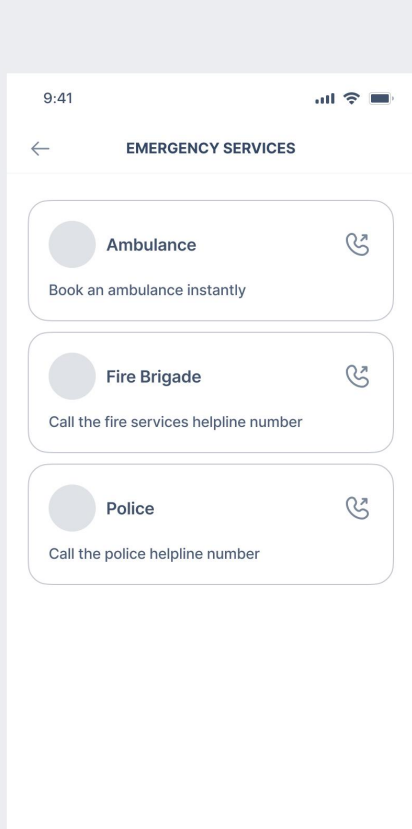 9:41
EMERGENCY SERVICES
Ambulance
Book an ambulance instantly
Fire Brigade
Call the fire services helpline number
Police
Call the police helpline number